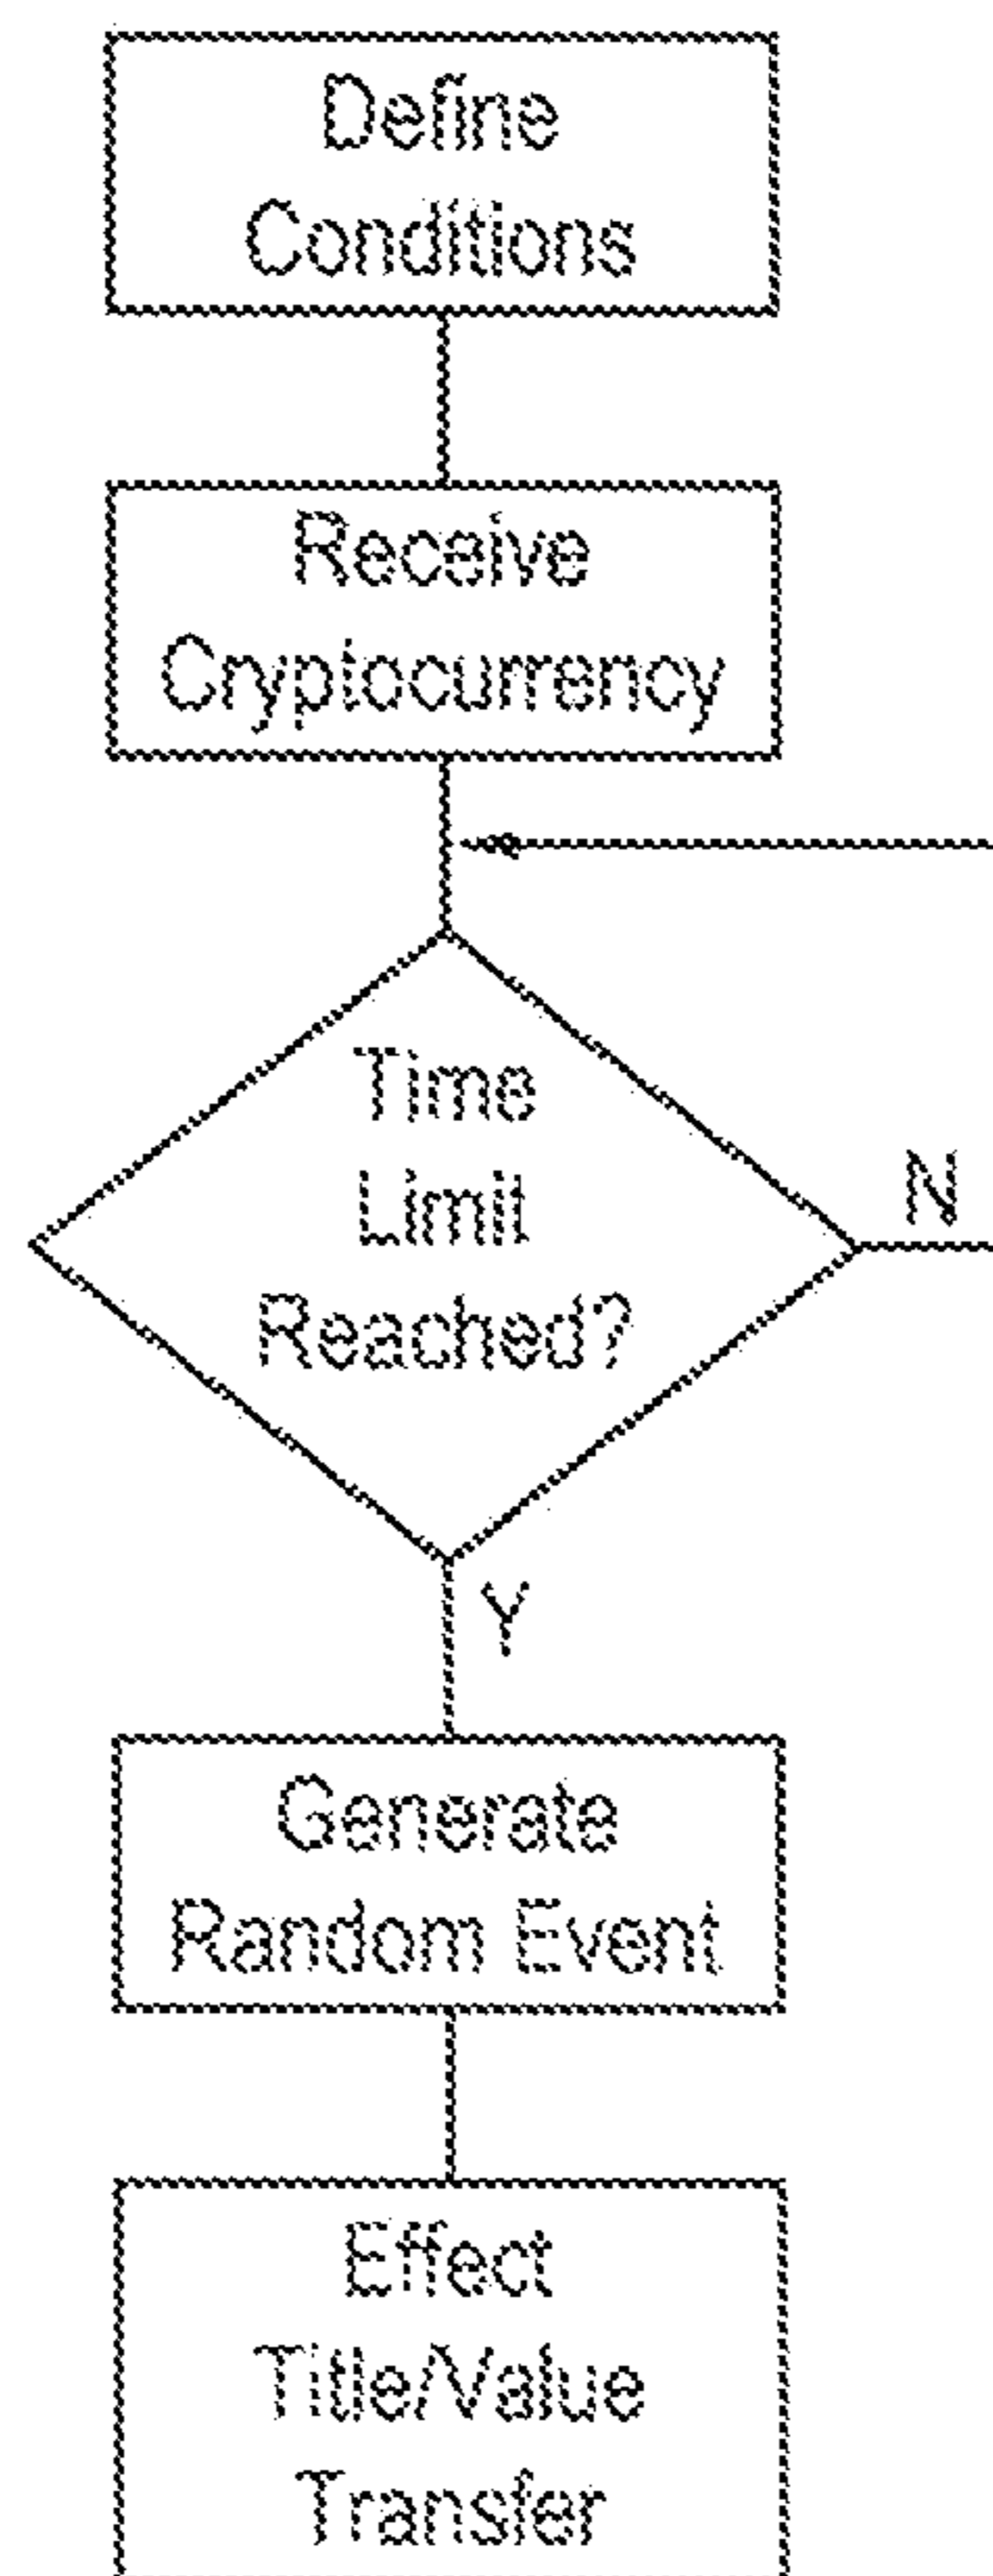 Define
Conditions
Receive
Cryptocurrency
Time
Limit
Reached?
N
Y
Generate
Random Event
Effect
Title/Value
Transfer